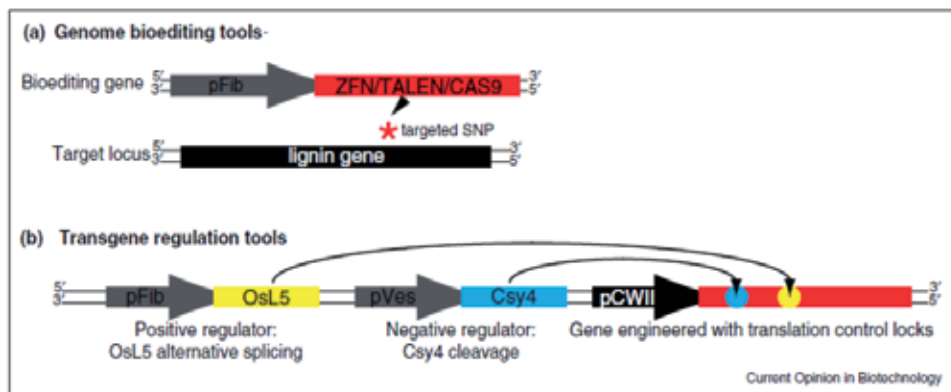 (a) Genome bioediting tools-
5' 3'
Bioediting gene pFib ZFN/TALEN/CAS9
3' 5'
* targeted SNP
5' 3'
Target locus lignin gene
3' 5'
(b) Transgene regulation tools
5' 3'
3' pFib OsL5 pVes Csy4 pCWII 5'
Positive regulator: Negative regulator: Gene engineered with translation control locks
OsL5 alternative splicing Csy4 cleavage
Current Opinion in Biotechnology